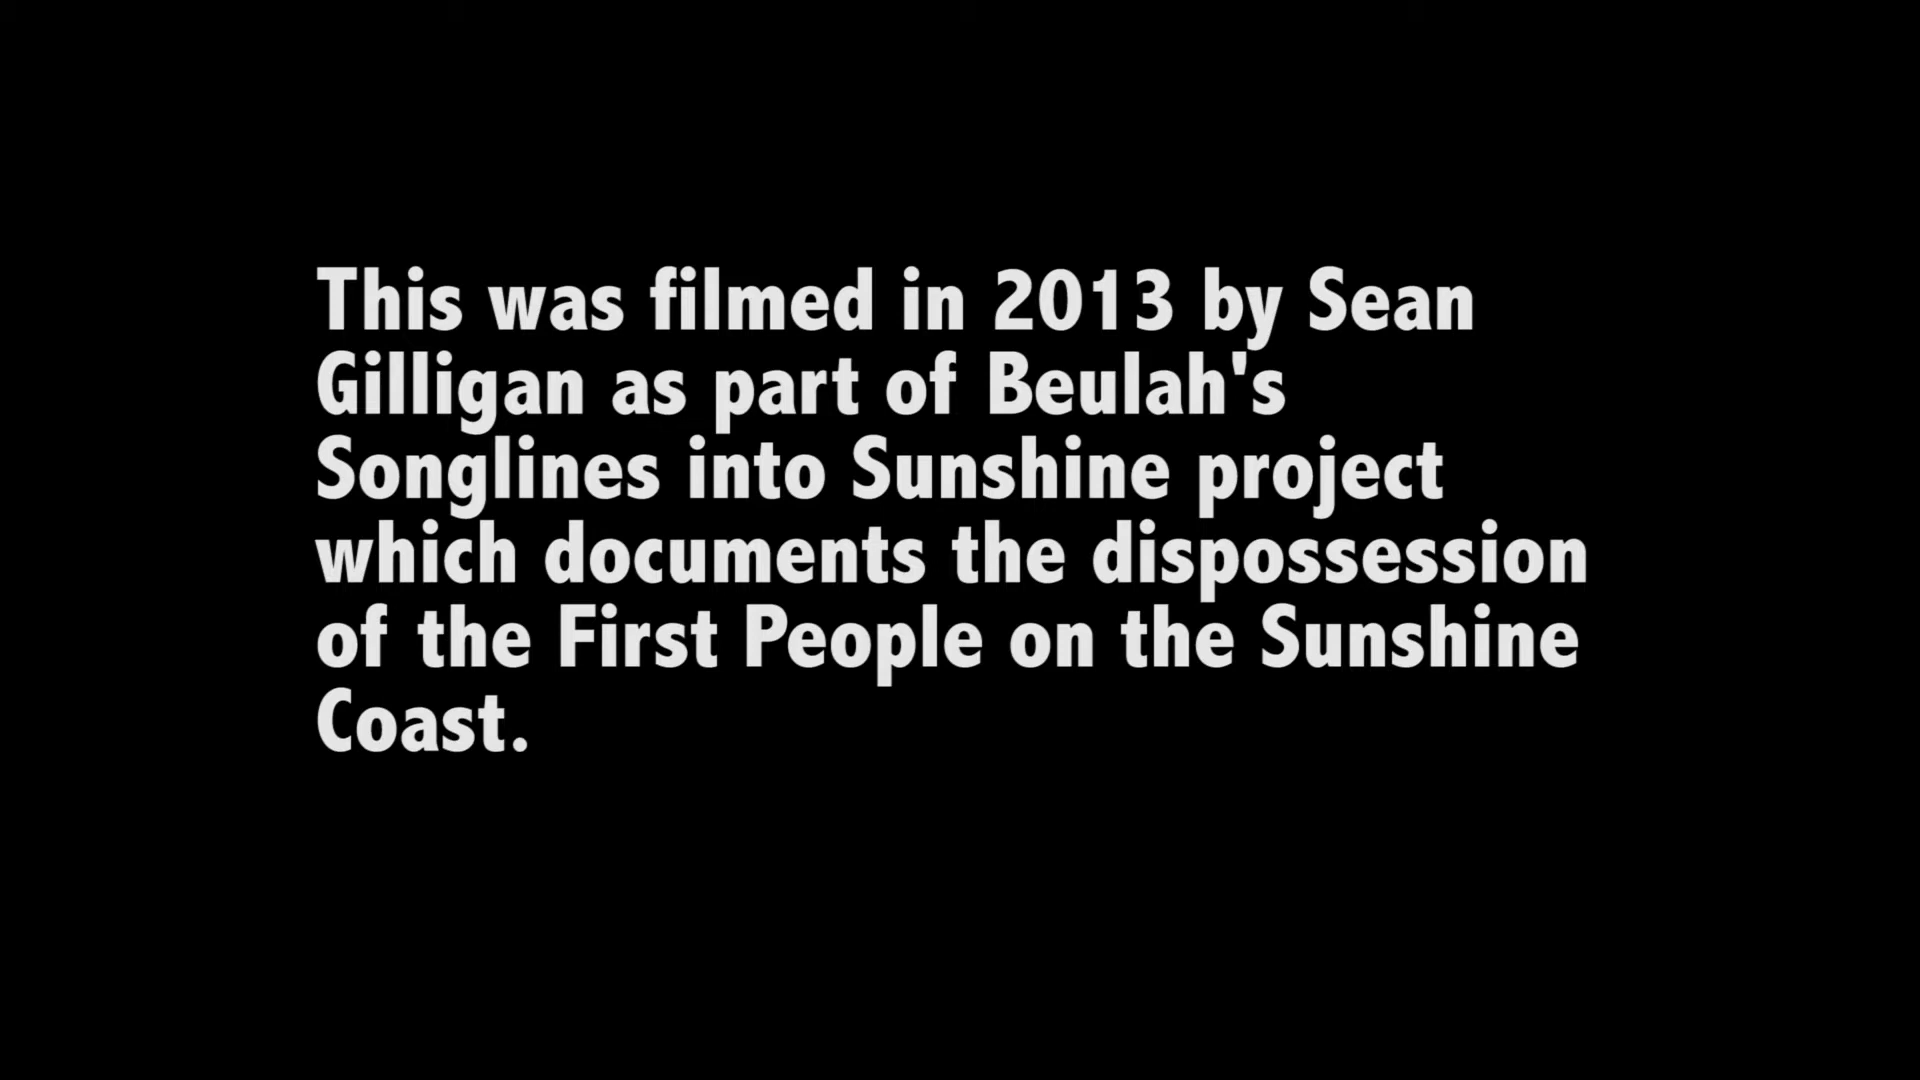 This was filmed in 2013 by Sean
Gilligan as part of Beulah's
Songlines into Sunshine project
which documents the dispossession
of the First People on the Sunshine
Coast.